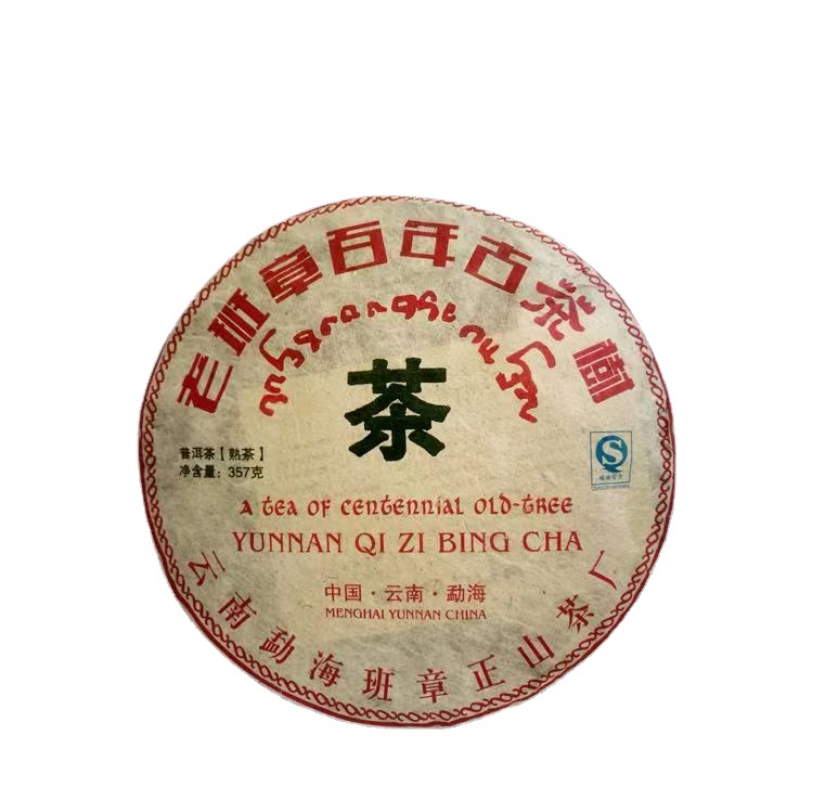 老班章百年古茶樹
茶
普洱茶【熟茶】
净含量：357克
S
A TEA OF CENTENNIAL OLD-TREE
YUNNAN QI ZI BING CHA
中国·云南·勐海
MENGHAI YUNNAN CHINA
云南勐海班章正山茶厂